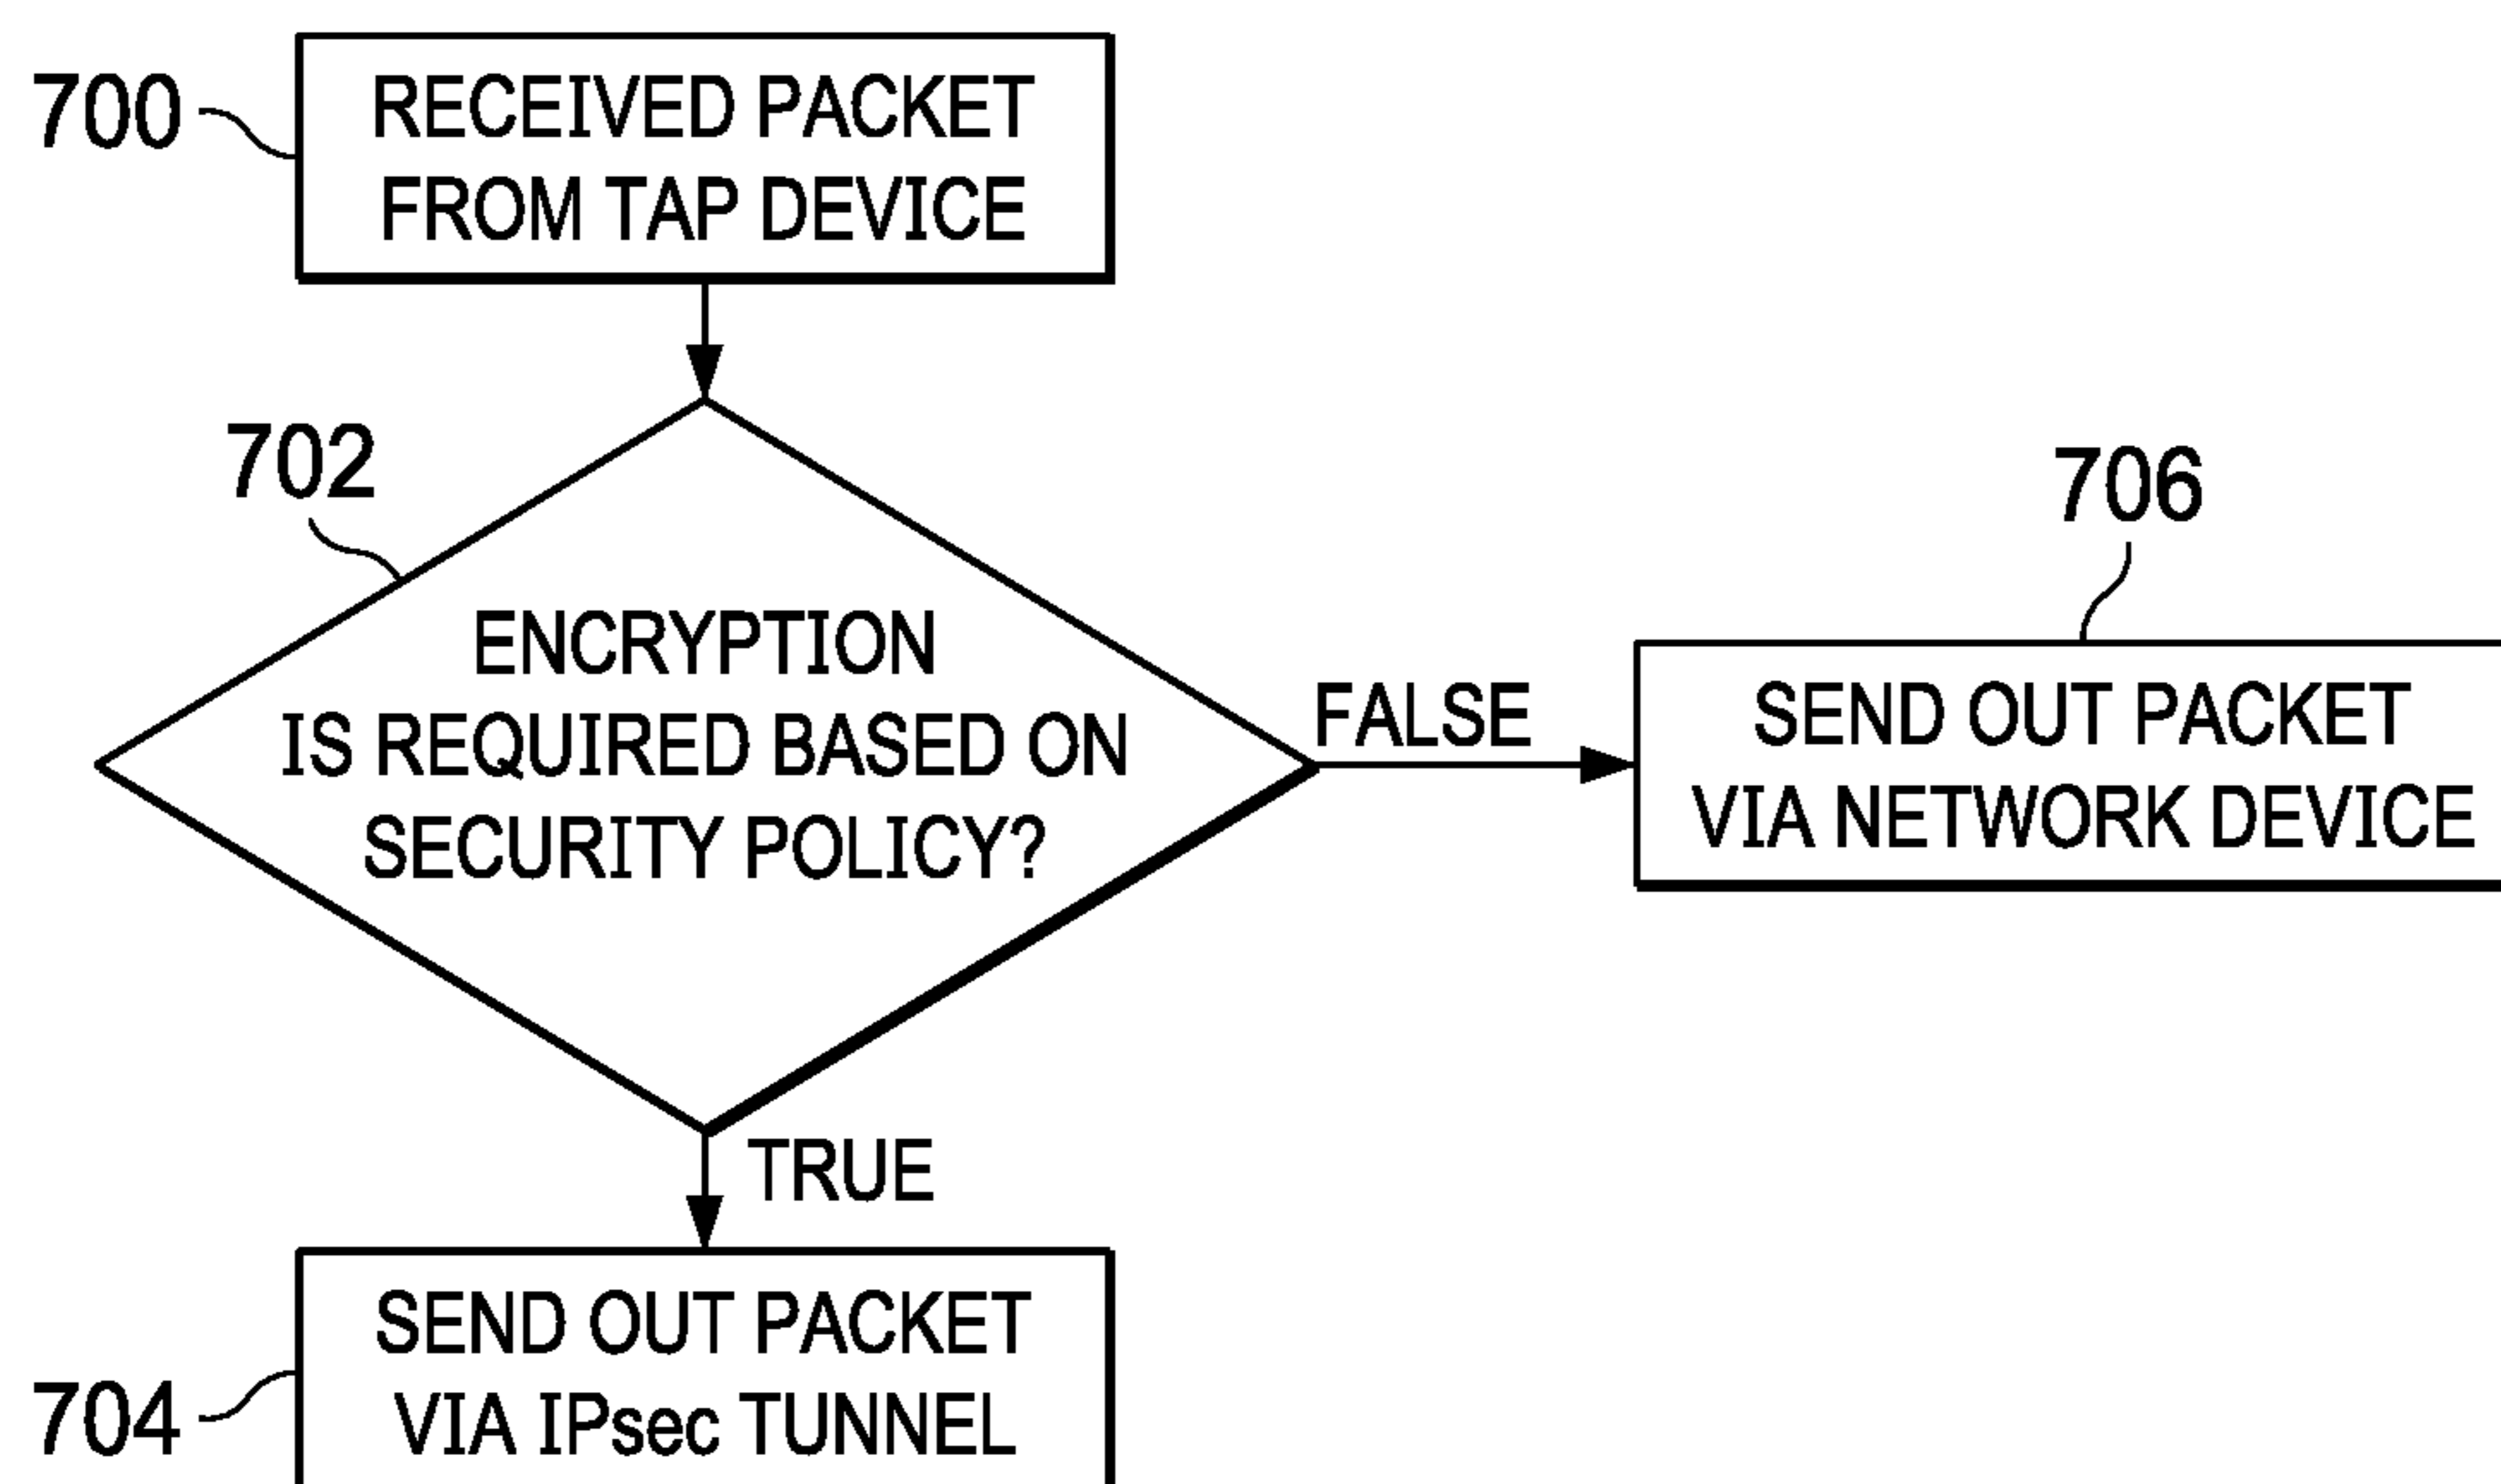 700
RECEIVED PACKET
FROM TAP DEVICE
702
ENCRYPTION
IS REQUIRED BASED ON
SECURITY POLICY?
FALSE
706
SEND OUT PACKET
VIA NETWORK DEVICE
TRUE
704
SEND OUT PACKET
VIA IPsec TUNNEL